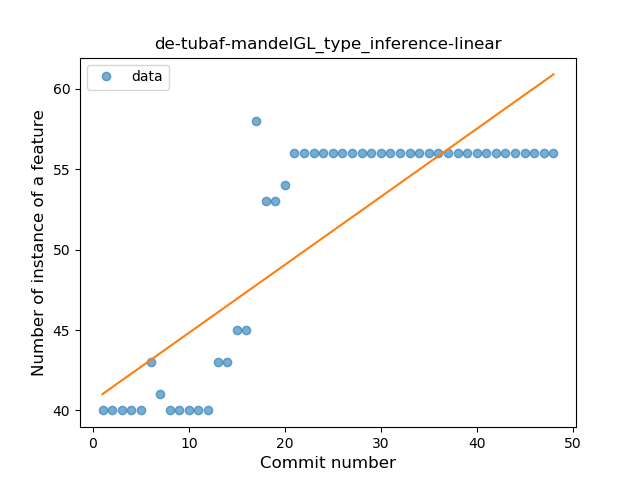 de-tubaf-mandelGL_type_inference-linear
data
Number of instance of a feature
60
55
50
45
40
0 10 20 30 40 50
Commit number